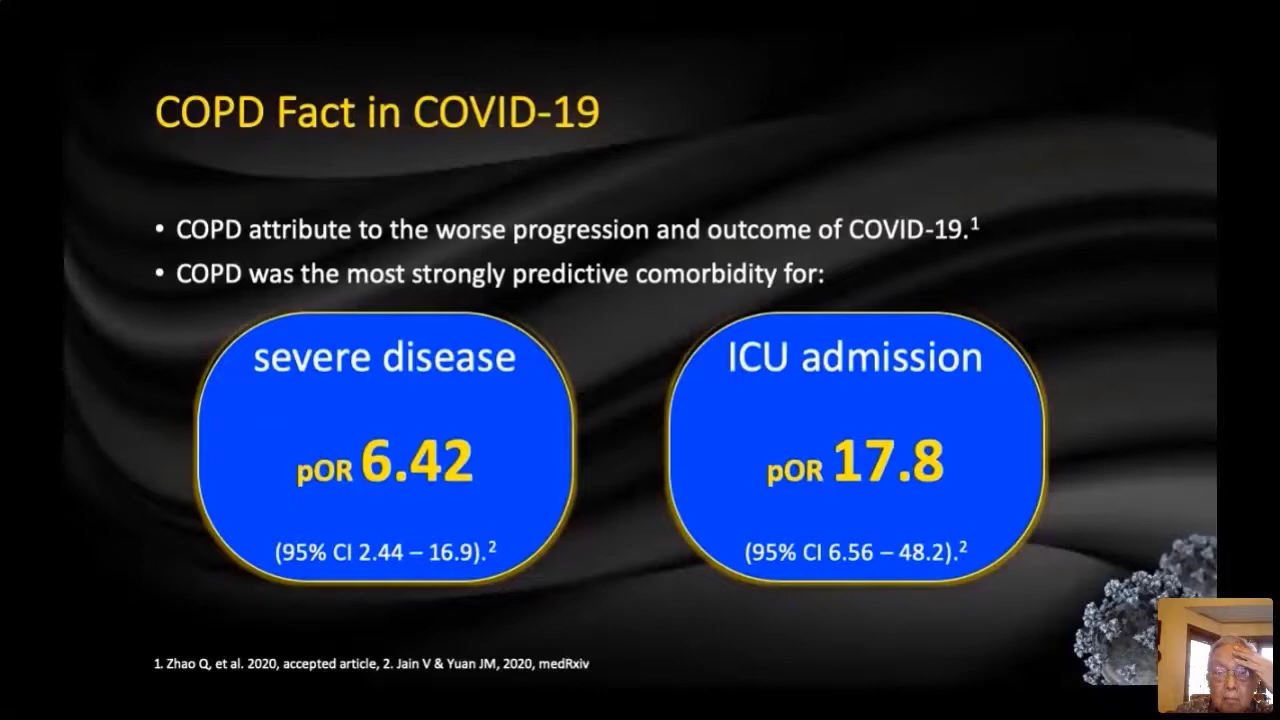 COPD Fact in COVID-19
• COPD attribute to the worse progression and outcome of COVID-19.¹
• COPD was the most strongly predictive comorbidity for:
severe disease
pOR 6.42
(95% CI 2.44 – 16.9).²
ICU admission
pOR 17.8
(95% CI 6.56 – 48.2).²
1. Zhao Q, et al. 2020, accepted article, 2. Jain V & Yuan JM, 2020, medRxiv